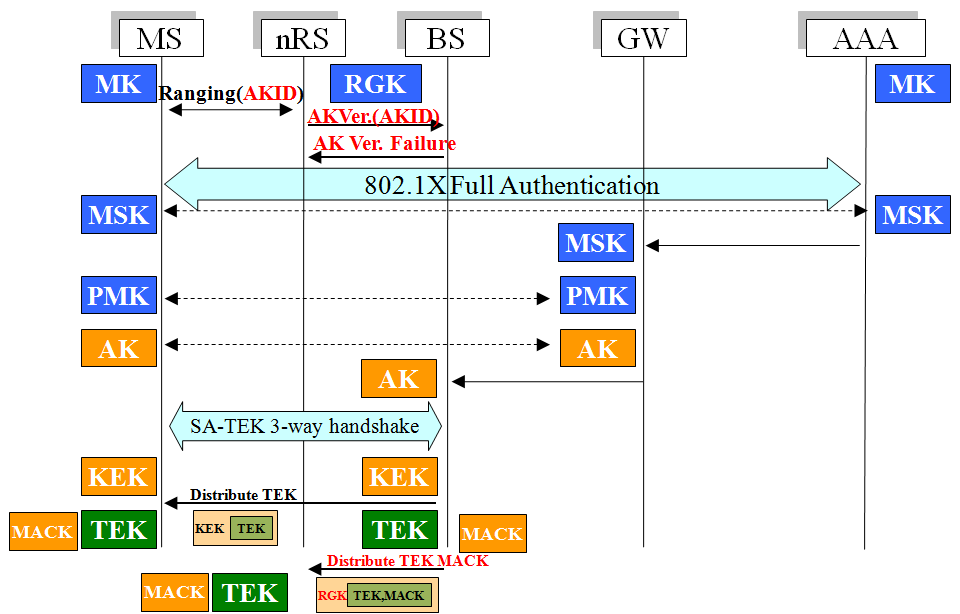 MS nRS BS GW AAA
MK RGK MK
Ranging(AKID)
AKVer.(AKID)
AK Ver. Failure
802.1X Full Authentication
MSK MSK
MSK
PMK PMK
AK AK
AK
SA-TEK 3-way handshake
KEK KEK
Distribute TEK
MACK TEK KEK TEK TEK MACK
Distribute TEK MACK
MACK TEK RGK TEK,MACK